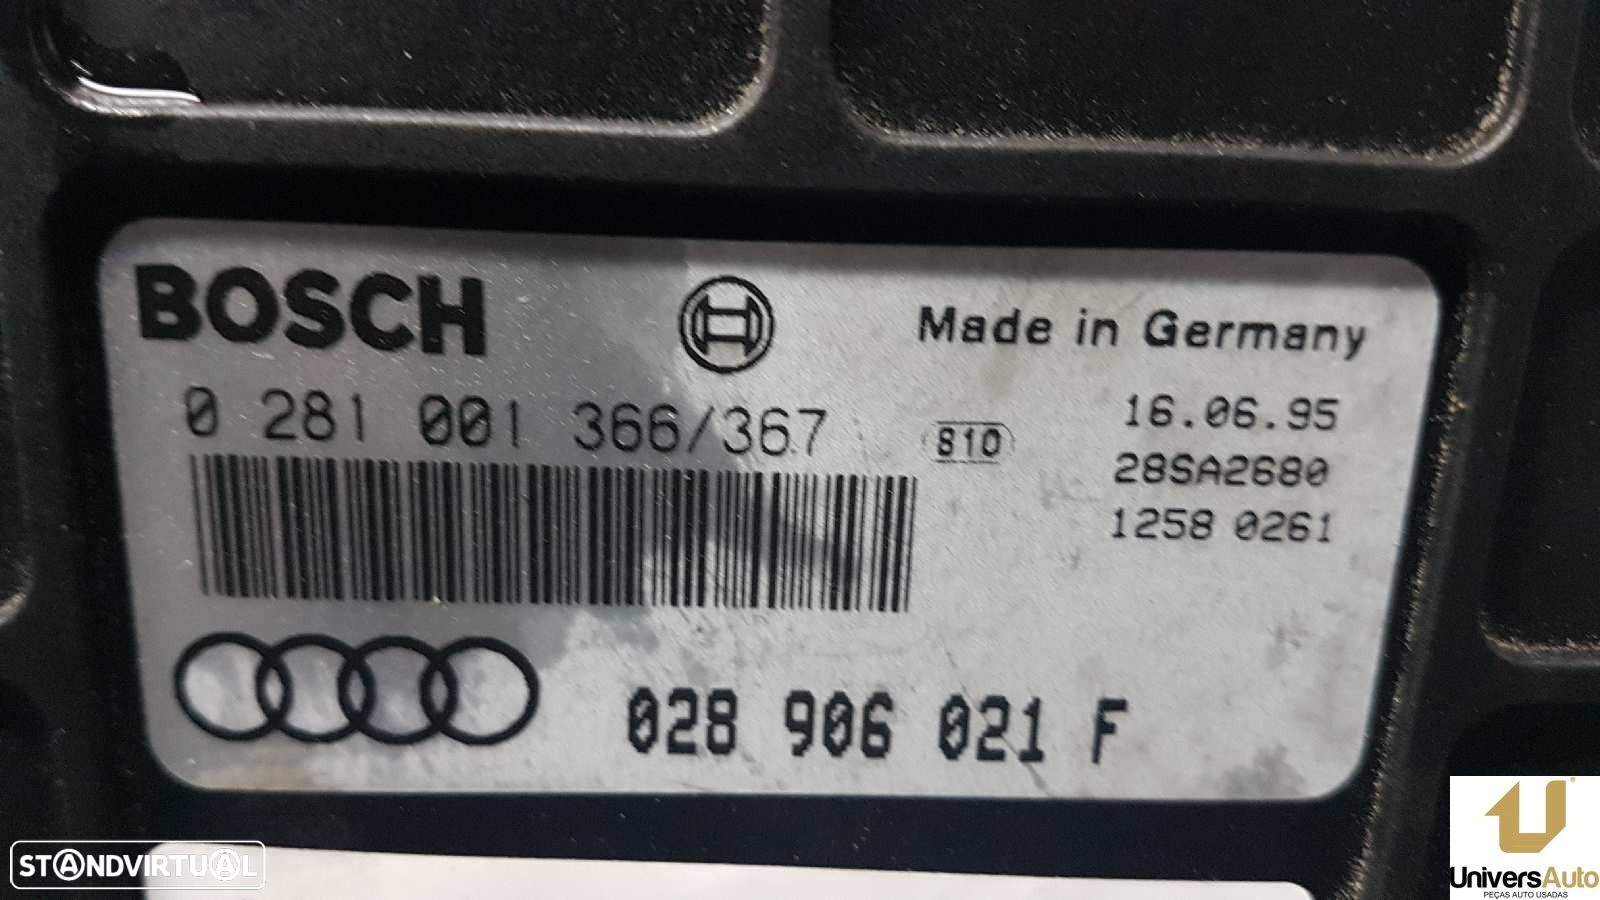 BOSCH
Made in Germany
0 281 001 366/367
810
16.06.95
28SA2680
1258 0261
028 906 021 F
STANDVIRTUAL
UniversAuto
PEÇAS AUTO USADAS